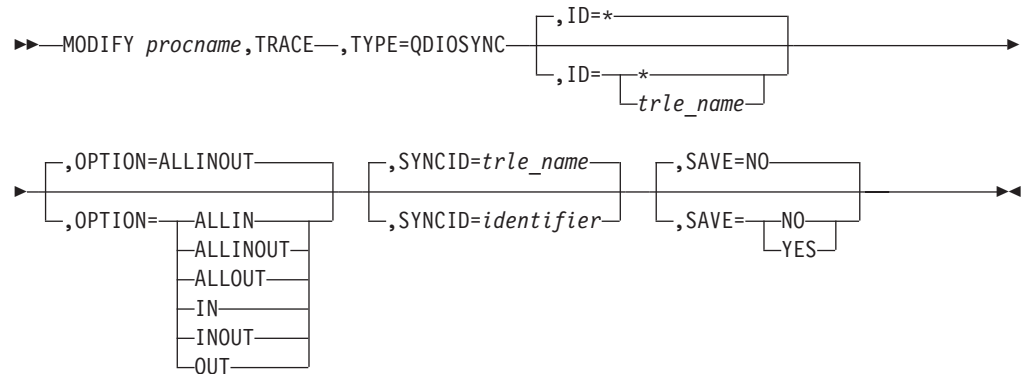 ,ID=*
MODIFY procname,TRACE ,TYPE=QDIOSYNC
,ID= *
trle_name
,OPTION=ALLINOUT ,SYNCID=trle_name ,SAVE=NO
,OPTION= ALLIN ,SYNCID=identifier ,SAVE= NO
ALLINOUT YES
ALLOUT
IN
INOUT
OUT